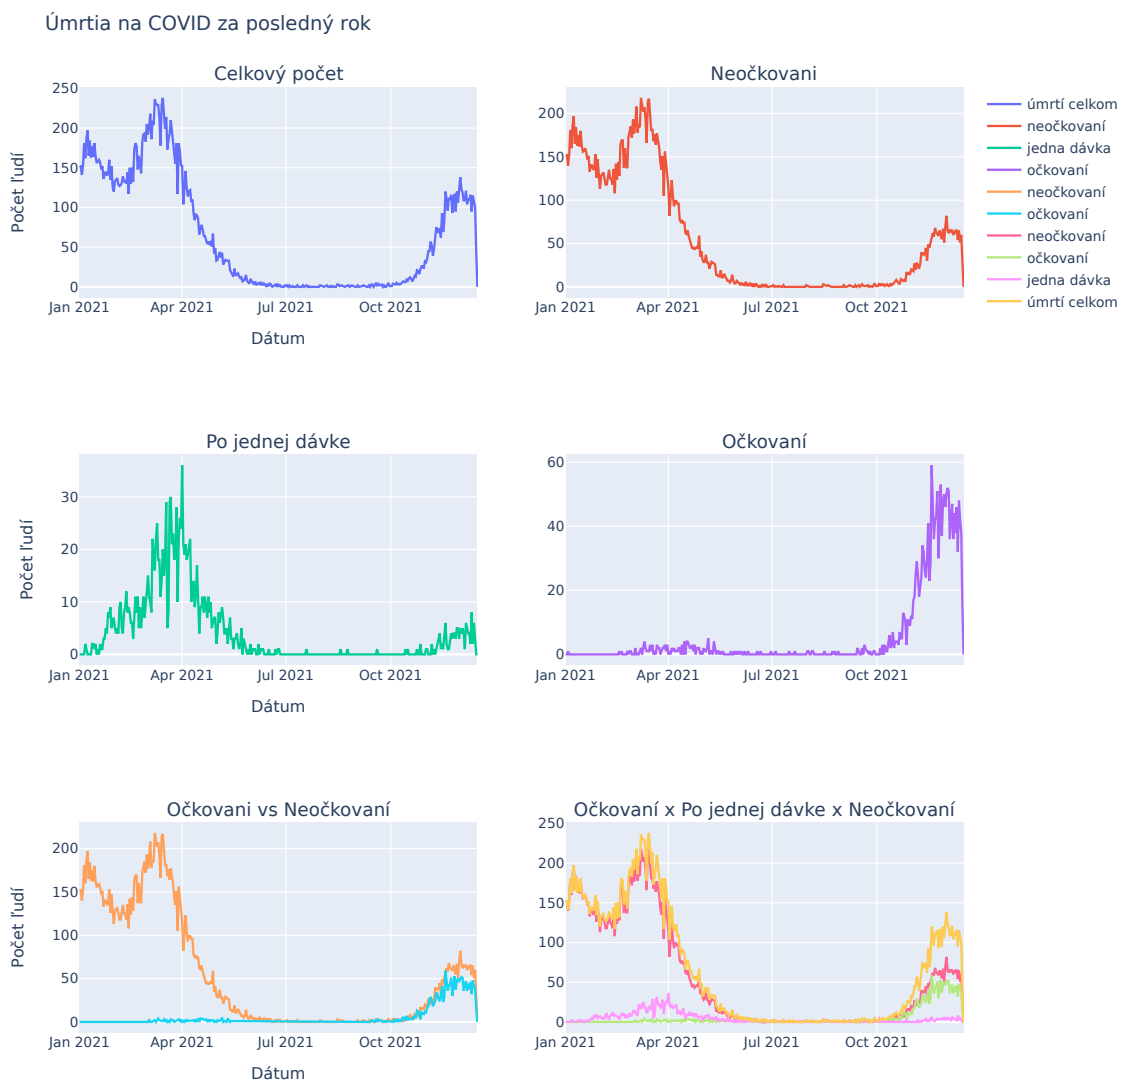 Úmrtia na COVID za posledný rok
Celkový počet
Neočkovani
250
200
150
100
50
0
Počet ľudí
Jan 2021
Apr 2021
Jul 2021
Oct 2021
Dátum
200
150
100
50
0
Jan 2021
Apr 2021
Jul 2021
Oct 2021
úmrtí celkom
neočkovaní
jedna dávka
očkovaní
neočkovaní
očkovaní
neočkovaní
očkovaní
jedna dávka
úmrtí celkom
Po jednej dávke
Očkovaní
30
20
10
0
Počet ľudí
Jan 2021
Apr 2021
Jul 2021
Oct 2021
Dátum
60
40
20
0
Jan 2021
Apr 2021
Jul 2021
Oct 2021
Očkovani vs Neočkovaní
Očkovaní x Po jednej dávke x Neočkovaní
200
150
100
50
0
Počet ľudí
Jan 2021
Apr 2021
Jul 2021
Oct 2021
Dátum
250
200
150
100
50
0
Jan 2021
Apr 2021
Jul 2021
Oct 2021